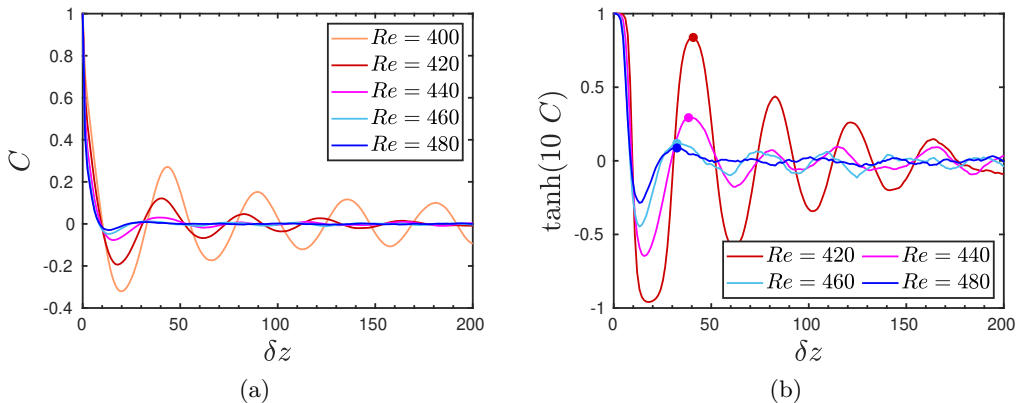 C
1
0.8
0.6
0.4
0.2
0
-0.2
-0.4
0 50 100 150 200
δz
Re = 400
Re = 420
Re = 440
Re = 460
Re = 480
(a)
tanh(10 C)
1
0.5
0
-0.5
-1
0 50 100 150 200
δz
Re = 420 Re = 440
Re = 460 Re = 480
(b)